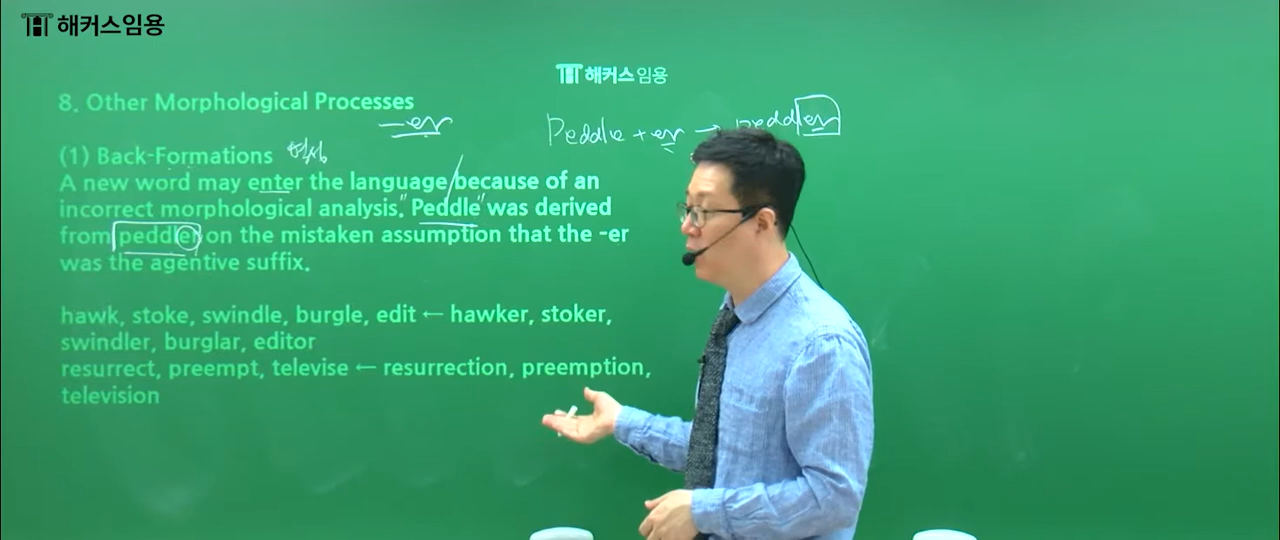 해커스임용
해커스임용
8. Other Morphological Processes
-er
Peddle + er → peddler
(1) Back-Formations
A new word may enter the language because of an
incorrect morphological analysis. "Peddle" was derived
from peddler on the mistaken assumption that the -er
was the agentive suffix.
hawk, stoke, swindle, burgle, edit ← hawker, stoker,
swindler, burglar, editor
resurrect, preempt, televise ← resurrection, preemption,
television